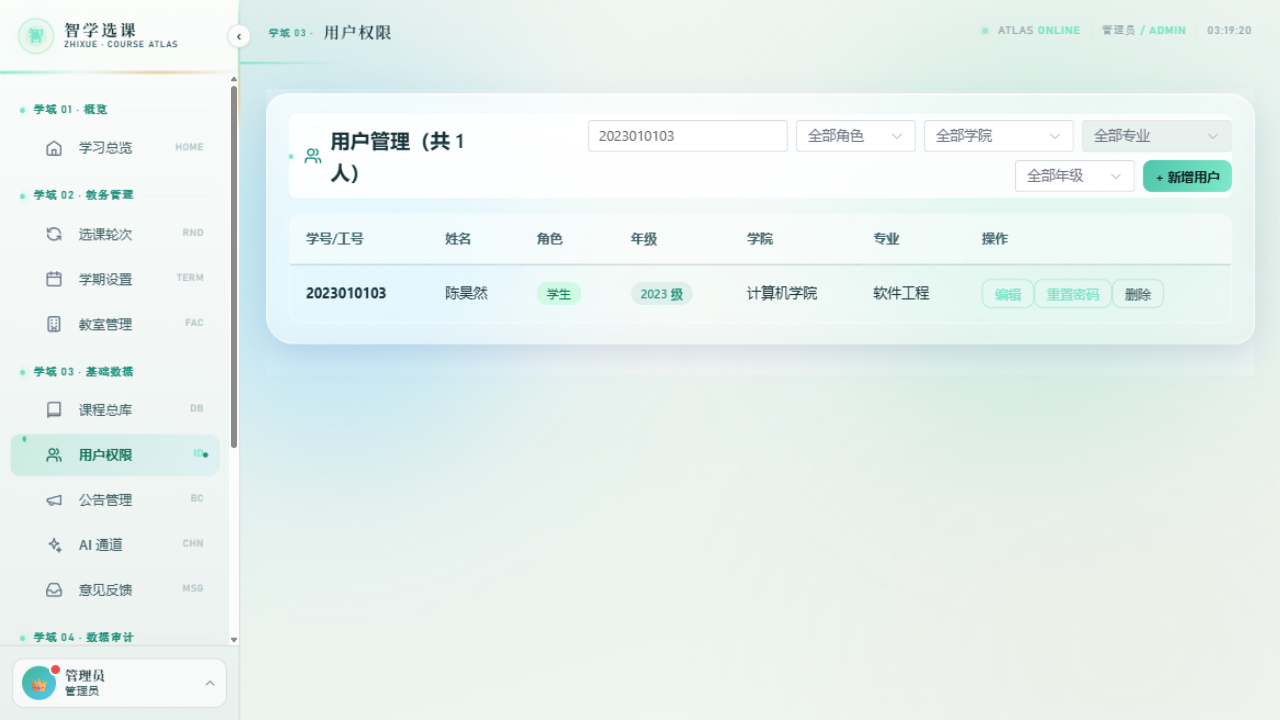 智
智学选课
ZHIXUE · COURSE ATLAS
学域 01 · 概览
学习总览 HOME
学域 02 · 教务管理
选课轮次 RND
学期设置 TERM
教室管理 FAC
学域 03 · 基础数据
课程总库 DB
用户权限 ID
公告管理 BC
AI 通道 CHN
意见反馈 MSG
学域 04 · 数据审计
管理员
管理员
学域 03 · 用户权限
ATLAS ONLINE 管理员 / ADMIN 03:19:20
用户管理（共 1
人）
2023010103 全部角色 全部学院 全部专业
全部年级 + 新增用户
学号/工号 姓名 角色 年级 学院 专业 操作
2023010103 陈昊然 学生 2023 级 计算机学院 软件工程 编辑 重置密码 删除